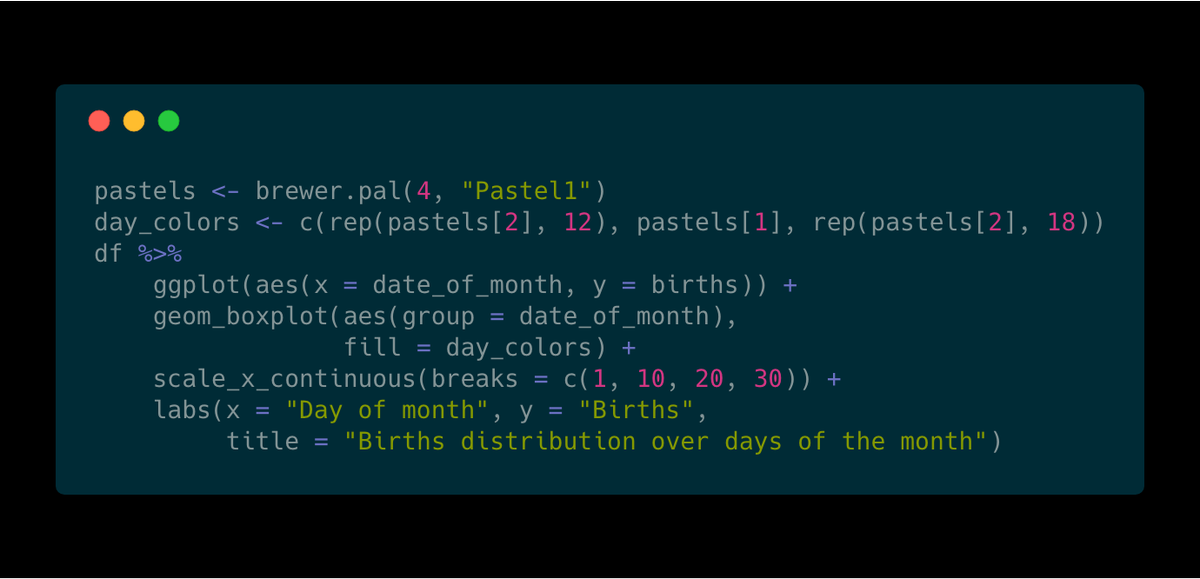 pastels <- brewer.pal(4, "Pastel1")
day_colors <- c(rep(pastels[2], 12), pastels[1], rep(pastels[2], 18))
df %>%
    ggplot(aes(x = date_of_month, y = births)) +
    geom_boxplot(aes(group = date_of_month),
                 fill = day_colors) +
    scale_x_continuous(breaks = c(1, 10, 20, 30)) +
    labs(x = "Day of month", y = "Births",
         title = "Births distribution over days of the month")